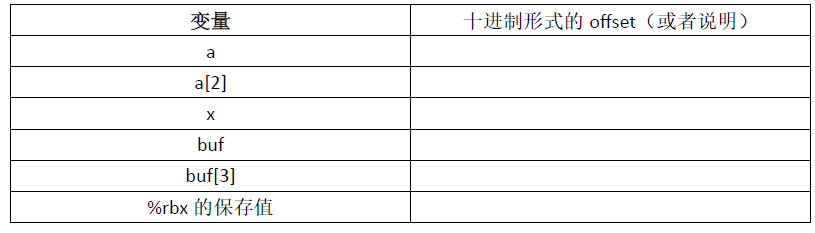 变量 十进制形式的 offset（或者说明）
a
a[2]
x
buf
buf[3]
%rbx 的保存值